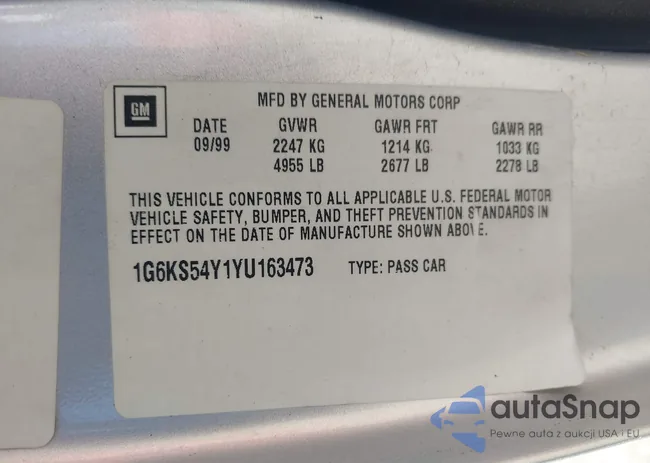 GM
MFD BY GENERAL MOTORS CORP
DATE GVWR GAWR FRT GAWR RR
09/99 2247 KG 1214 KG 1033 KG
4955 LB 2677 LB 2278 LB
THIS VEHICLE CONFORMS TO ALL APPLICABLE U.S. FEDERAL MOTOR
VEHICLE SAFETY, BUMPER, AND THEFT PREVENTION STANDARDS IN
EFFECT ON THE DATE OF MANUFACTURE SHOWN ABOVE.
1G6KS54Y1YU163473 TYPE: PASS CAR
autaSnap
Pewne auta z aukcji USA i EU